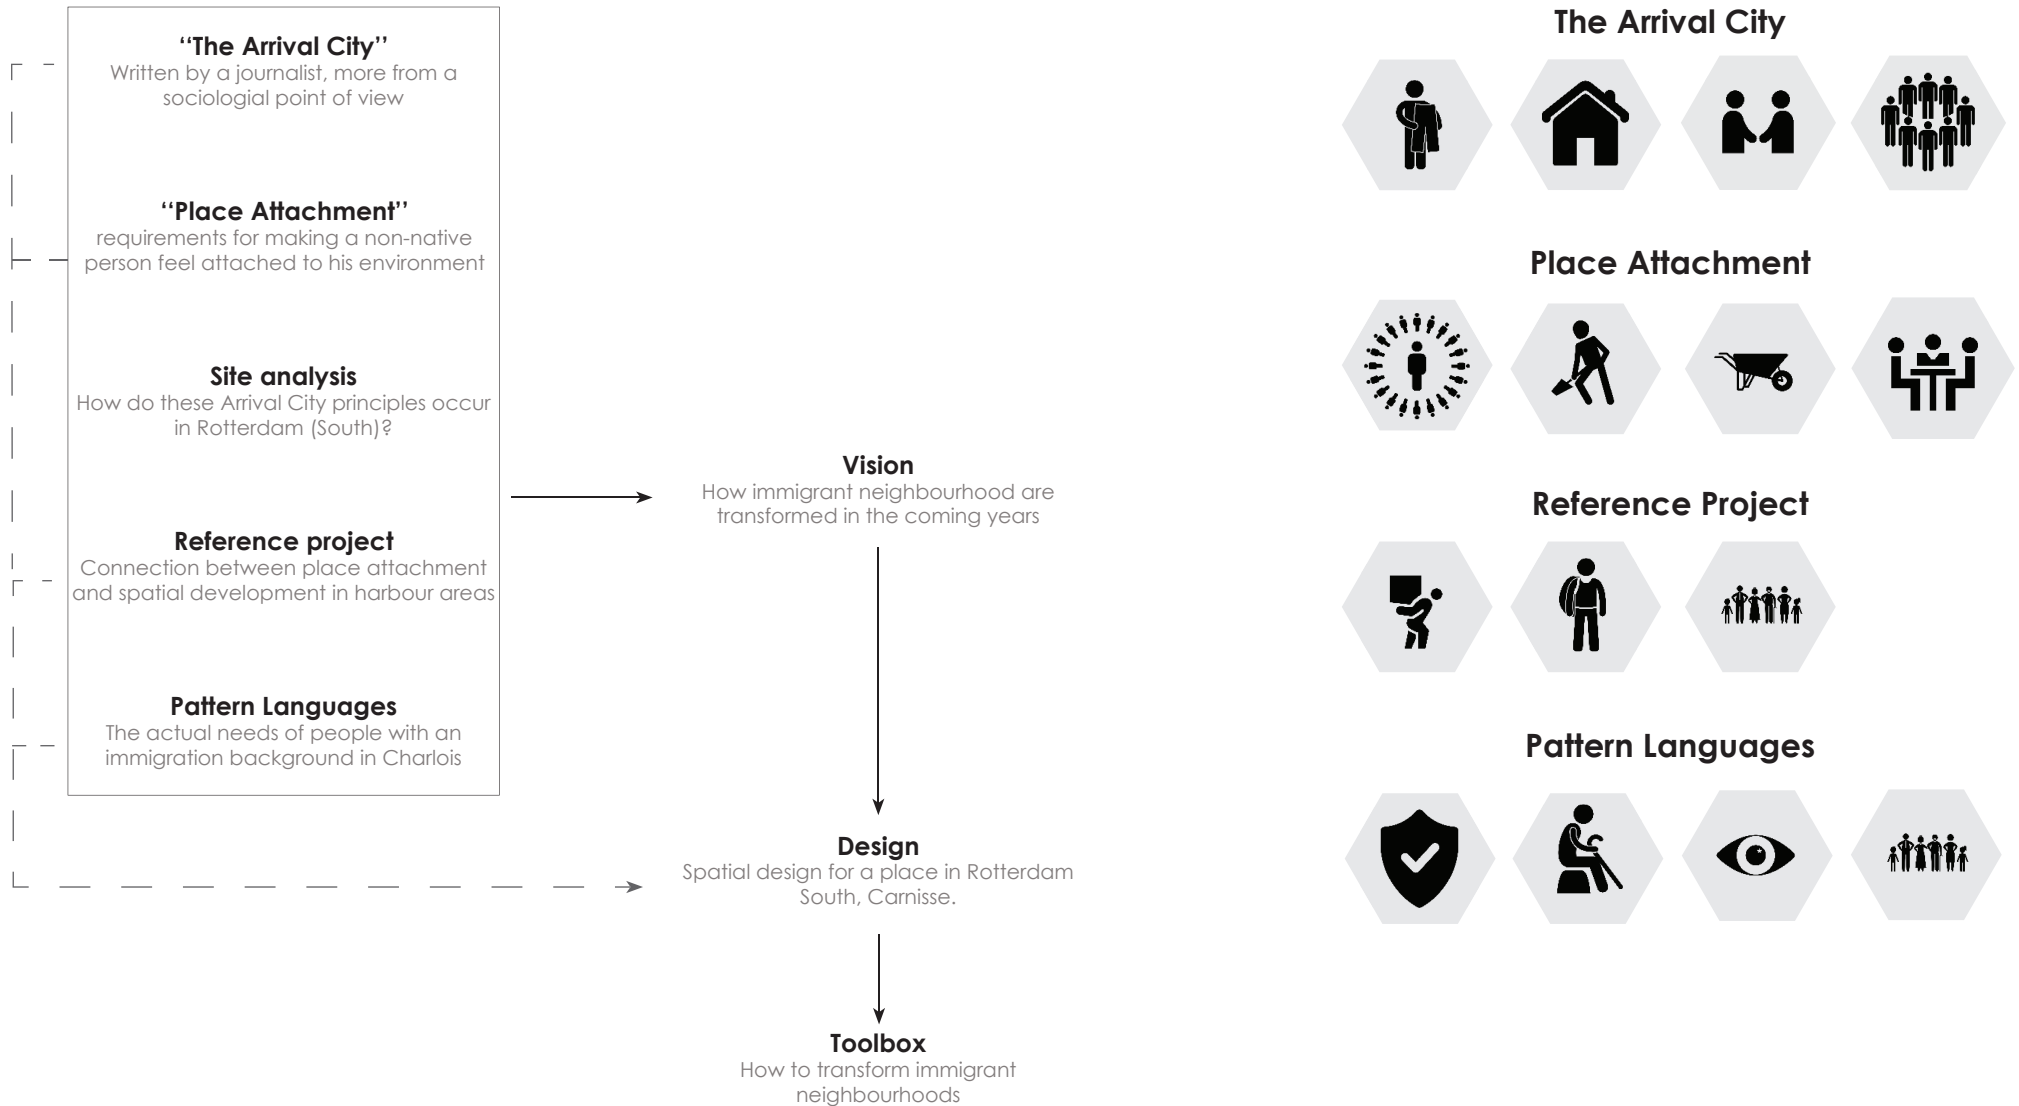 ‘‘The Arrival City’’
Written by a journalist, more from a
sociologial point of view
‘‘Place Attachment’’
requirements for making a non-native
person feel attached to his environment
Site analysis
How do these Arrival City principles occur
in Rotterdam (South)?
Reference project
Connection between place attachment
and spatial development in harbour areas
Pattern Languages
The actual needs of people with an
immigration background in Charlois
Vision
How immigrant neighbourhood are
transformed in the coming years
Design
Spatial design for a place in Rotterdam
South, Carnisse.
Toolbox
How to transform immigrant
neighbourhoods
The Arrival City
Place Attachment
Reference Project
Pattern Languages